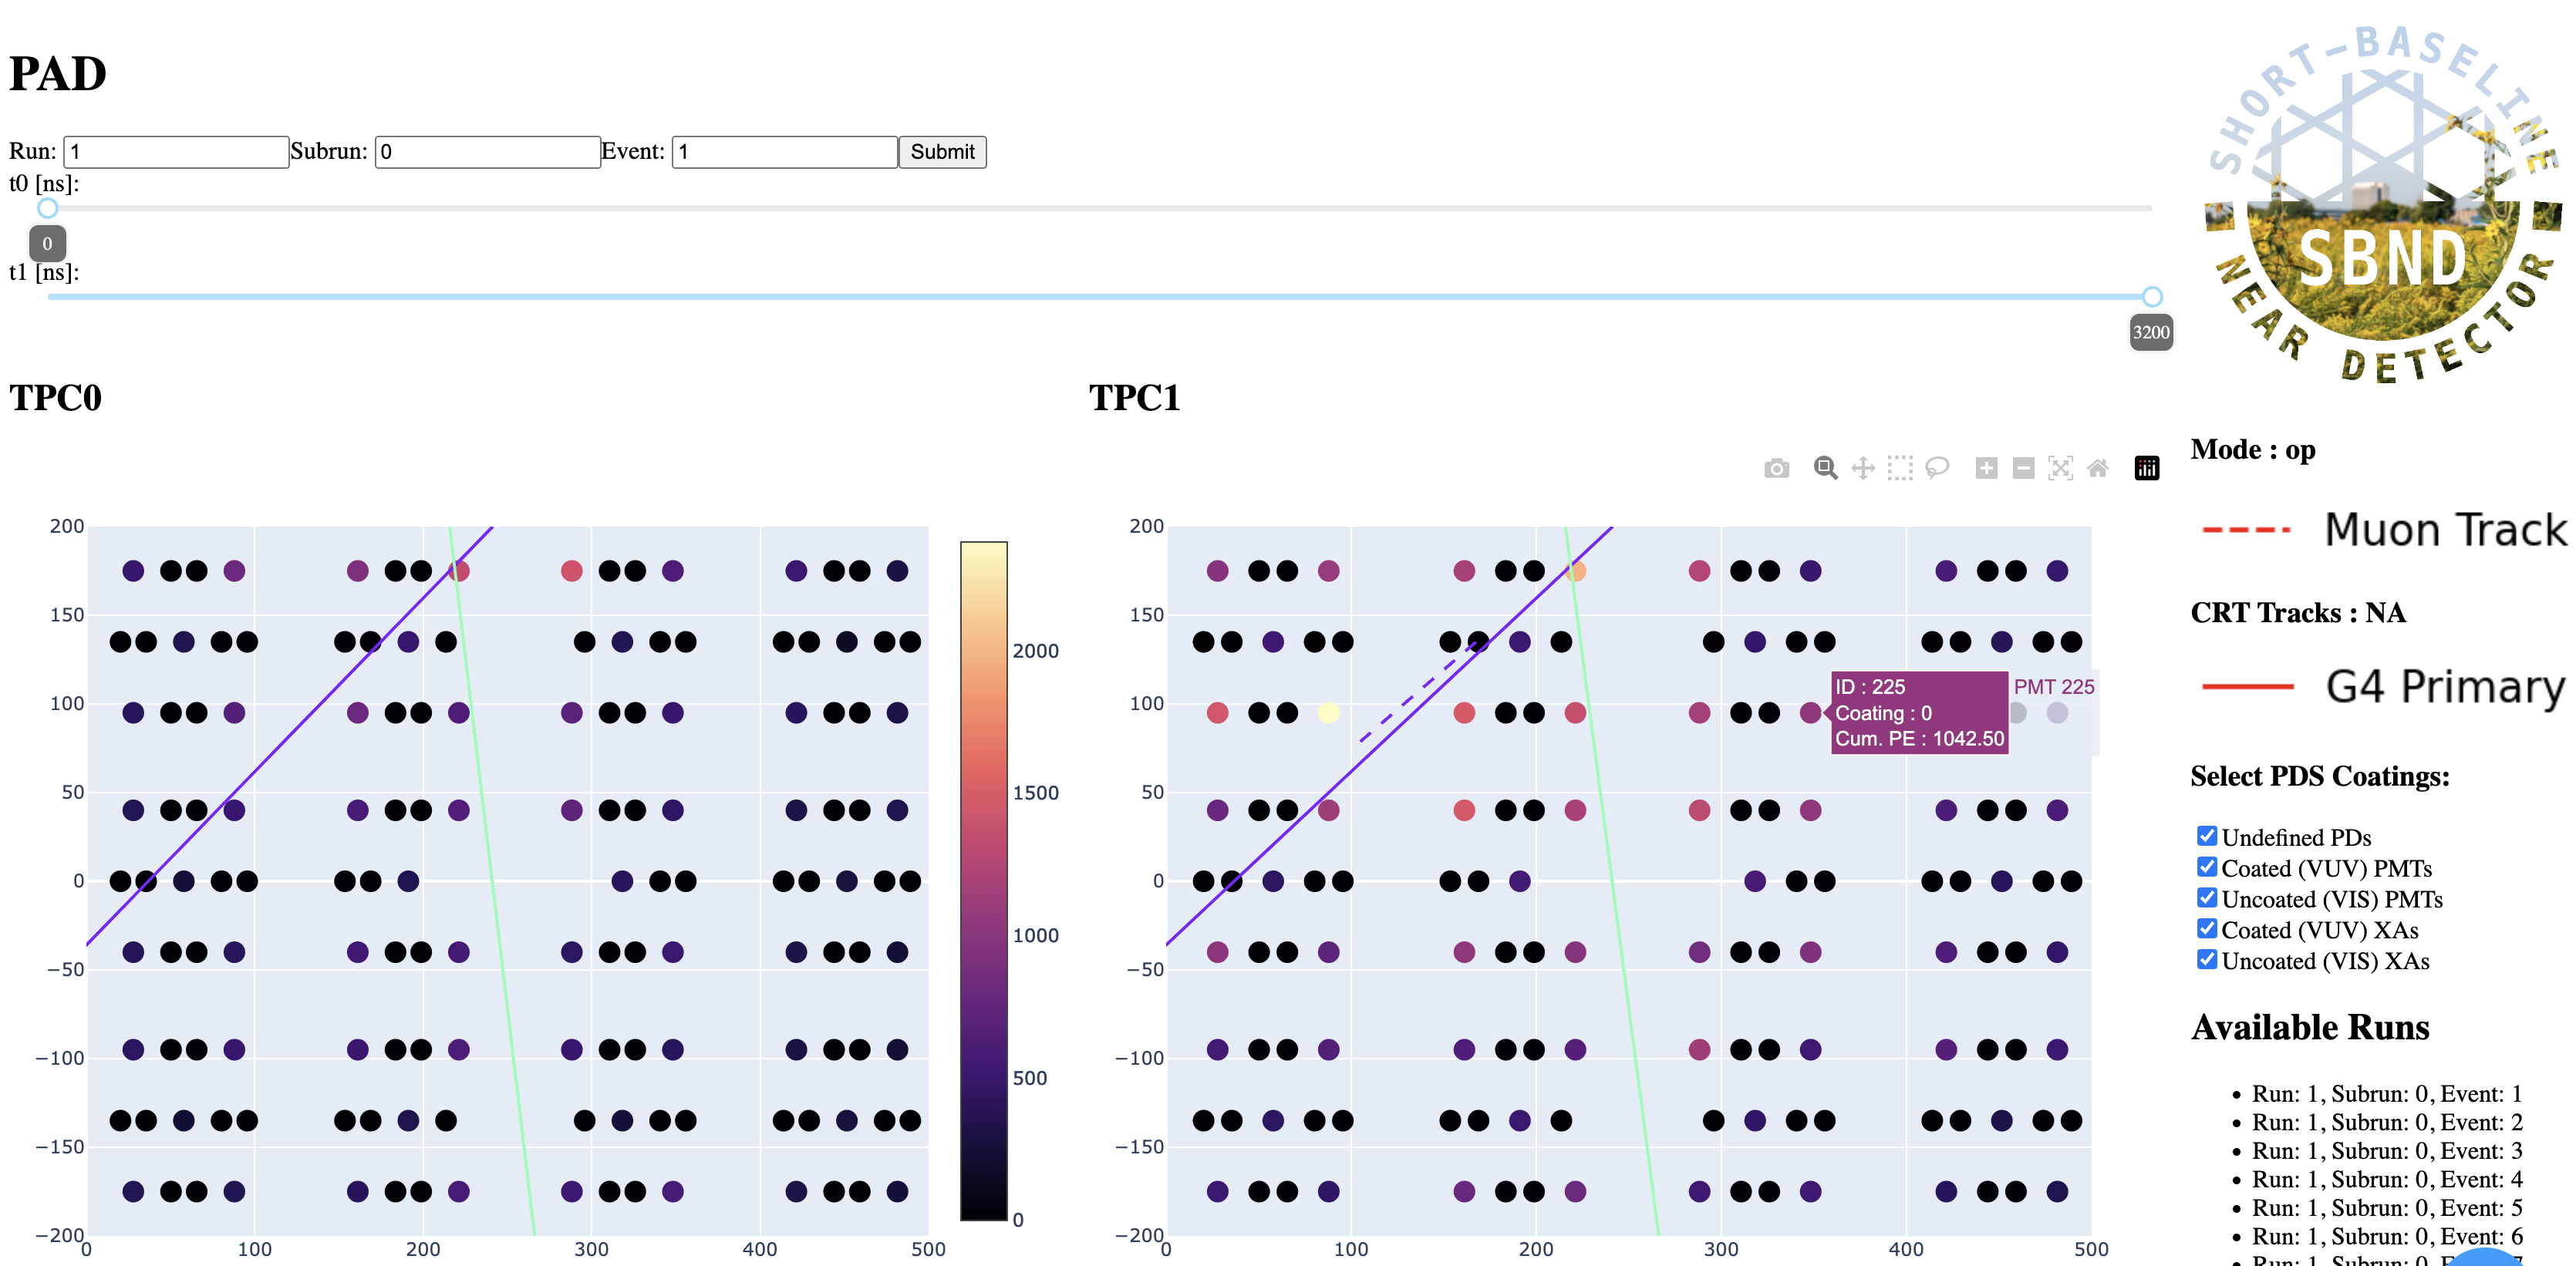 PAD
SHORT-BASELINE
NEAR DETECTOR
SBND
Run: 1 Subrun: 0 Event: 1 Submit
t0 [ns]:
0
t1 [ns]:
3200
TPC0
TPC1
200
150
100
50
0
−50
−100
−150
−200
0 100 200 300 400 500
2000
1500
1000
500
0
200
150
100
50
0
−50
−100
−150
−200
0 100 200 300 400 500
ID : 225
Coating : 0
Cum. PE : 1042.50
PMT 225
Mode : op
Muon Track
CRT Tracks : NA
G4 Primary
Select PDS Coatings:
Undefined PDs
Coated (VUV) PMTs
Uncoated (VIS) PMTs
Coated (VUV) XAs
Uncoated (VIS) XAs
Available Runs
Run: 1, Subrun: 0, Event: 1
Run: 1, Subrun: 0, Event: 2
Run: 1, Subrun: 0, Event: 3
Run: 1, Subrun: 0, Event: 4
Run: 1, Subrun: 0, Event: 5
Run: 1, Subrun: 0, Event: 6